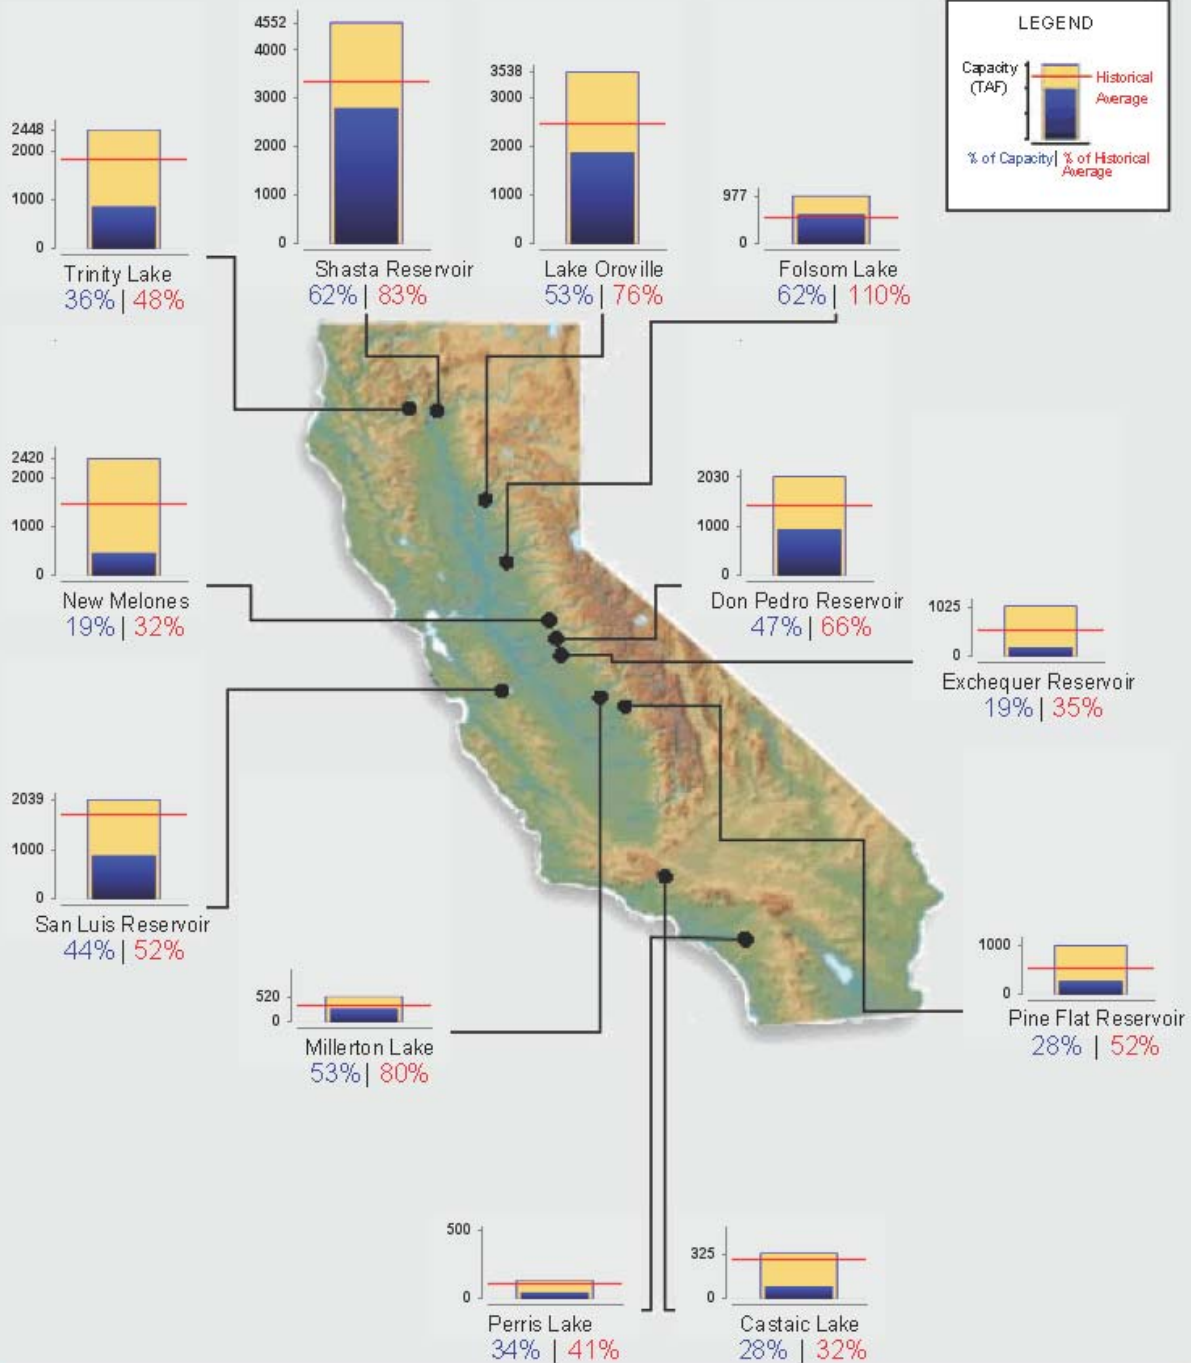 LEGEND
Capacity
(TAF)
Historical
Average
% of Capacity | % of Historical
Average
4552
4000
3000
2000
1000
0
Shasta Reservoir
62% | 83%
3538
3000
2000
1000
0
Lake Oroville
53% | 76%
2448
2000
1000
0
Trinity Lake
36% | 48%
977
0
Folsom Lake
62% | 110%
2420
2000
1000
0
New Melones
19% | 32%
2030
1000
0
Don Pedro Reservoir
47% | 66%
1025
0
Exchequer Reservoir
19% | 35%
2039
1000
0
San Luis Reservoir
44% | 52%
520
0
Millerton Lake
53% | 80%
1000
0
Pine Flat Reservoir
28% | 52%
500
0
Perris Lake
34% | 41%
325
0
Castaic Lake
28% | 32%